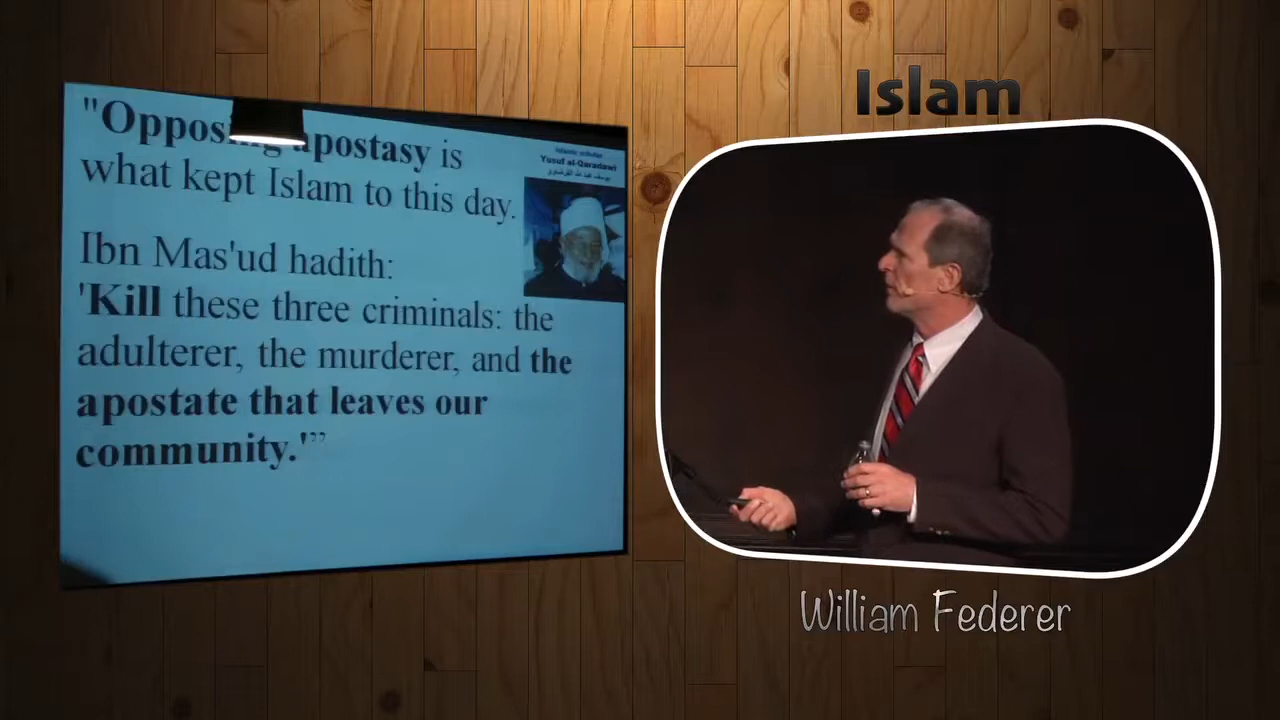 "Opposing apostasy is
what kept Islam to this day.
Ibn Mas'ud hadith:
'Kill these three criminals: the
adulterer, the murderer, and the
apostate that leaves our
community.'”
Islamic scholar
Yusuf al-Qaradawi
Islam
William Federer